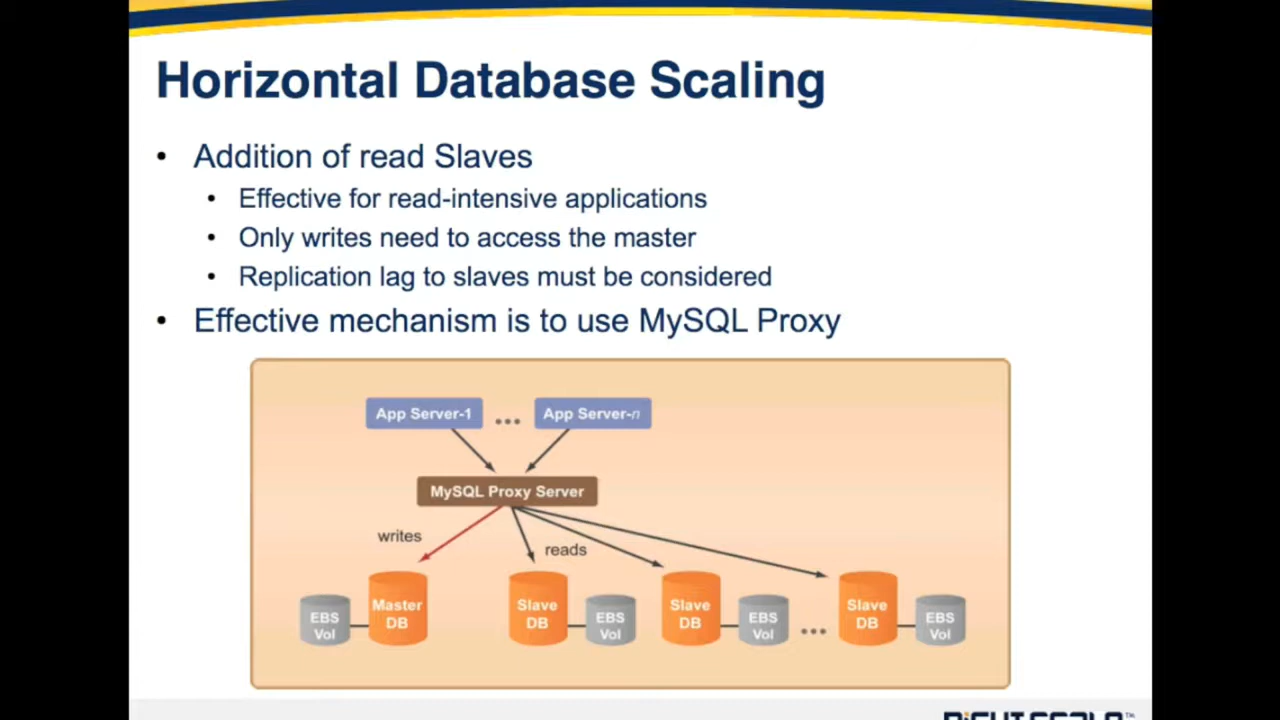 Horizontal Database Scaling
• Addition of read Slaves
• Effective for read-intensive applications
• Only writes need to access the master
• Replication lag to slaves must be considered
• Effective mechanism is to use MySQL Proxy
App Server-1 ... App Server-n
MySQL Proxy Server
writes
reads
EBS Vol
Master DB
Slave DB
EBS Vol
Slave DB
EBS Vol
...
Slave DB
EBS Vol